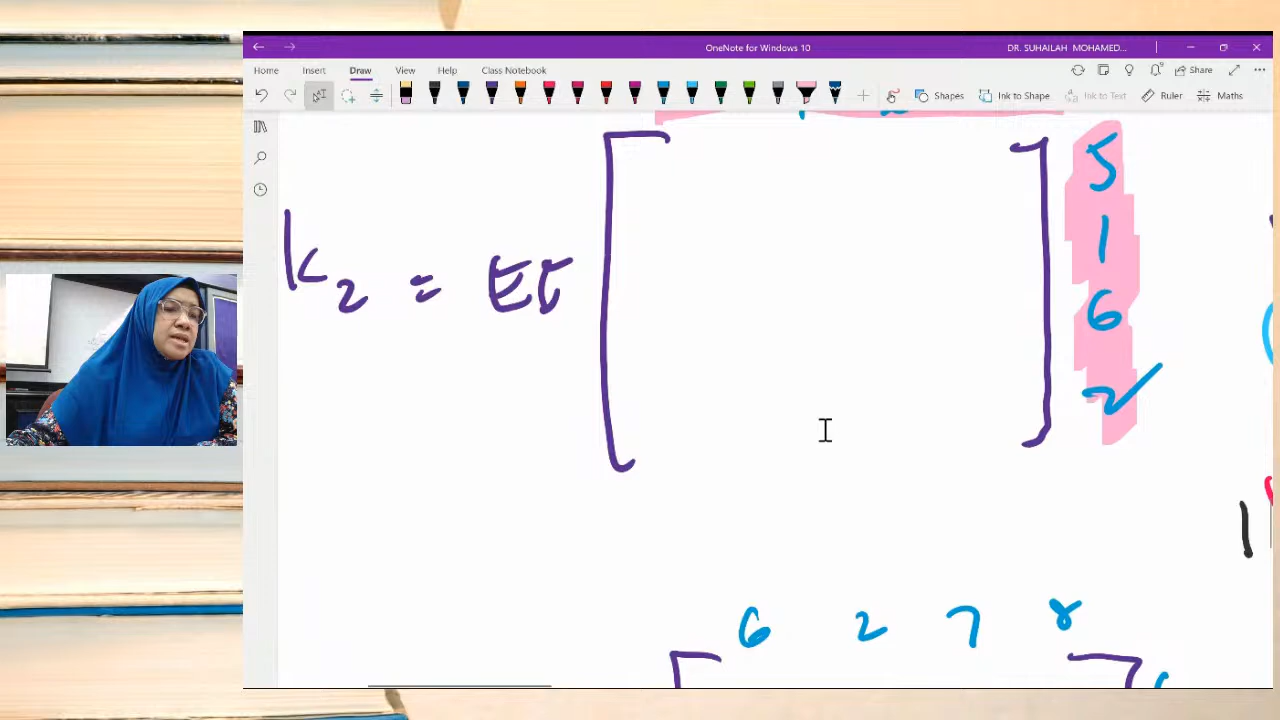 OneNote for Windows 10
DR. SUHAILAH MOHAMED...
Home Insert Draw View Help Class Notebook
Share
Shapes Ink to Shape Ink to Text Ruler Maths
k2 = EI
5
1
6
2
1
6 2 7 8